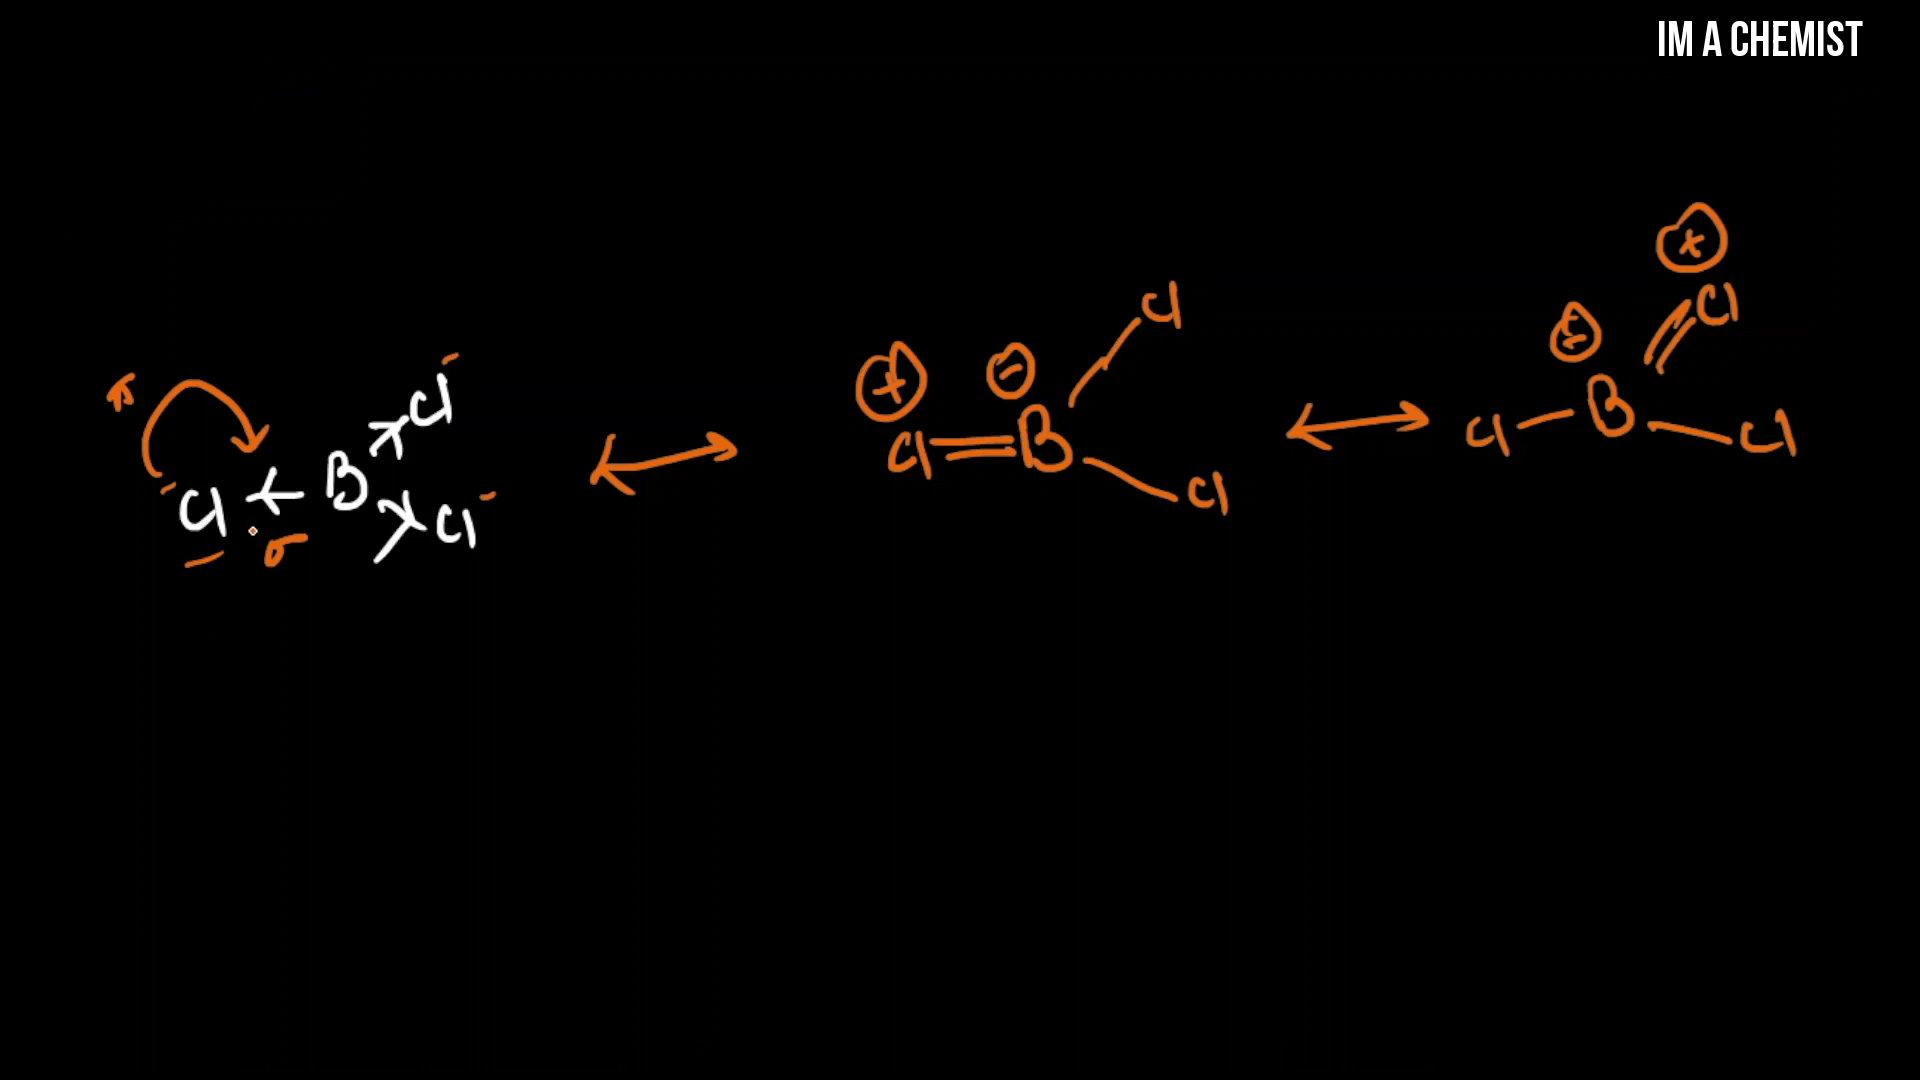 IM A CHEMIST
π
Cl B Cl Cl
σ
+ -
Cl = B Cl Cl
+ -
Cl - B Cl Cl